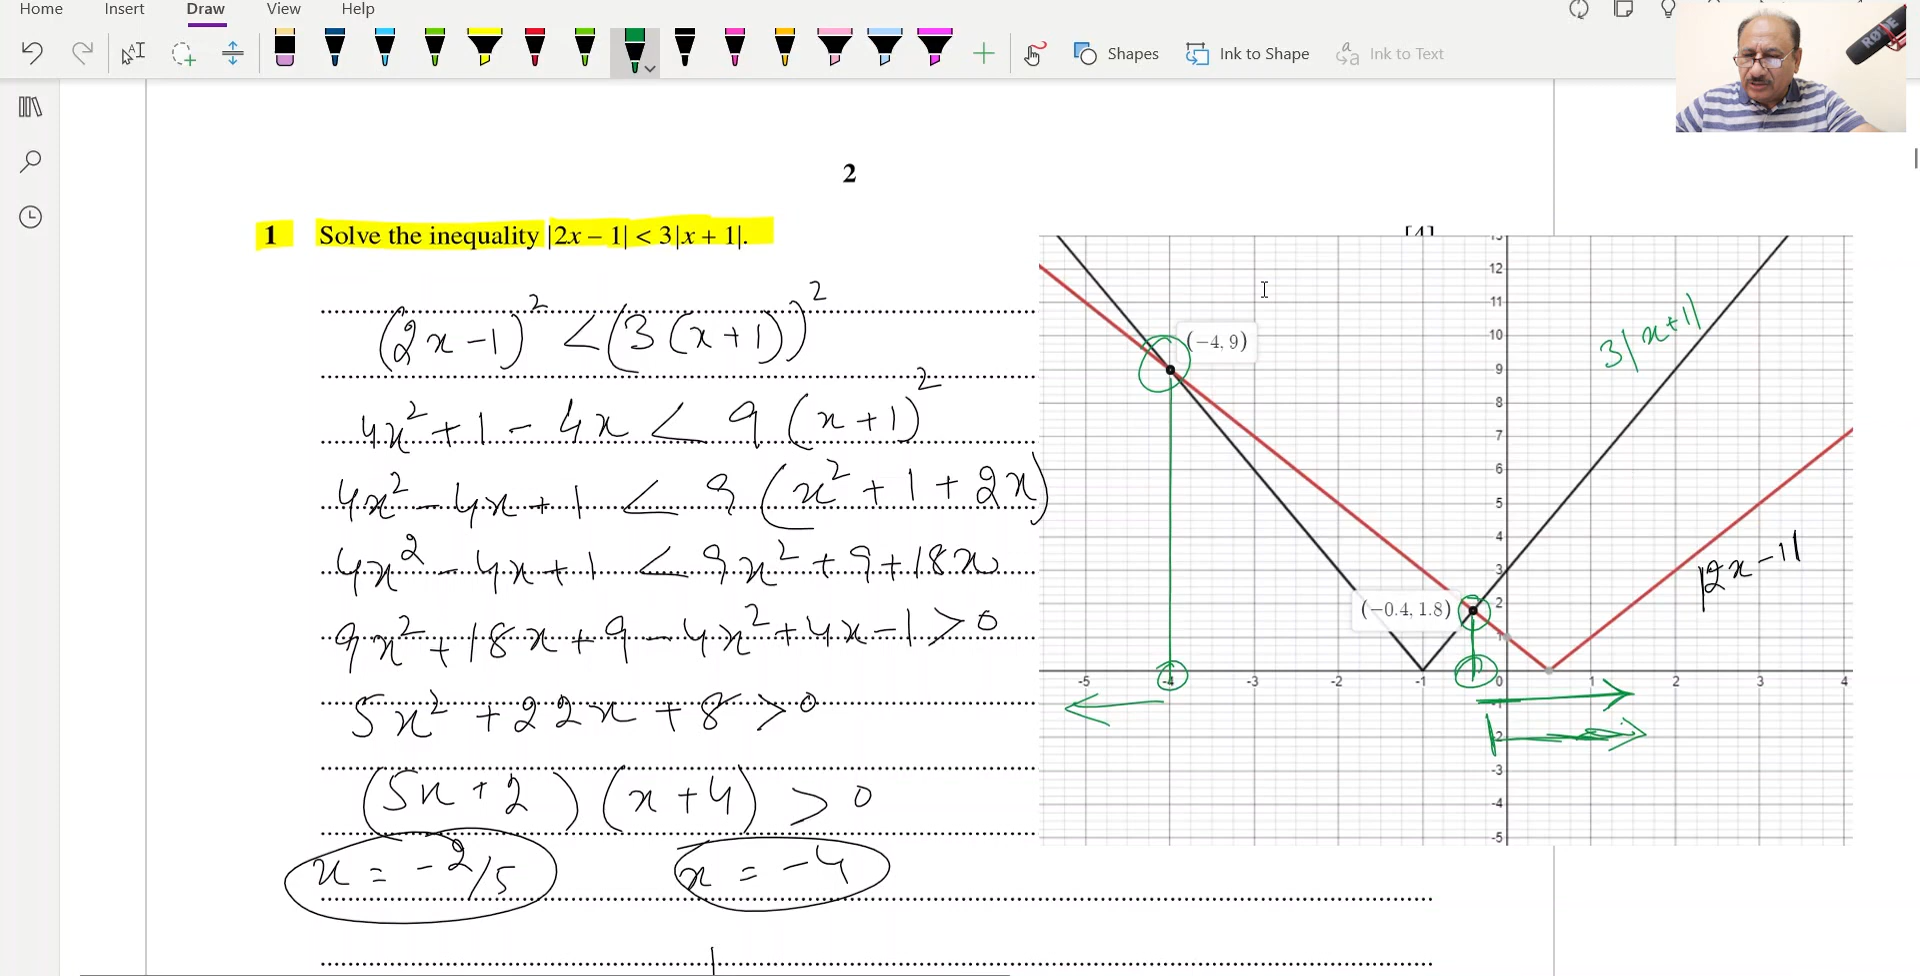 Home Insert Draw View Help
Shapes Ink to Shape Ink to Text
RØDE
2
1 Solve the inequality |2x – 1| < 3|x + 1|. [4]
(2x-1)² < (3(x+1))²
4x²+1-4x < 9(x+1)²
4x²-4x+1 < 9(x²+1+2x)
4x²-4x+1 < 9x²+9+18x
9x²+18x+9-4x²+4x-1>0
5x²+22x+8>0
(5x+2)(x+4)>0
x = -2/5 x = -4
12
11
10
9
8
7
6
5
4
3
2
1
-5 -4 -3 -2 -1 0 1 2 3 4
-2
-3
-4
-5
(−4, 9)
(−0.4, 1.8)
3|x+1|
|2x-1|